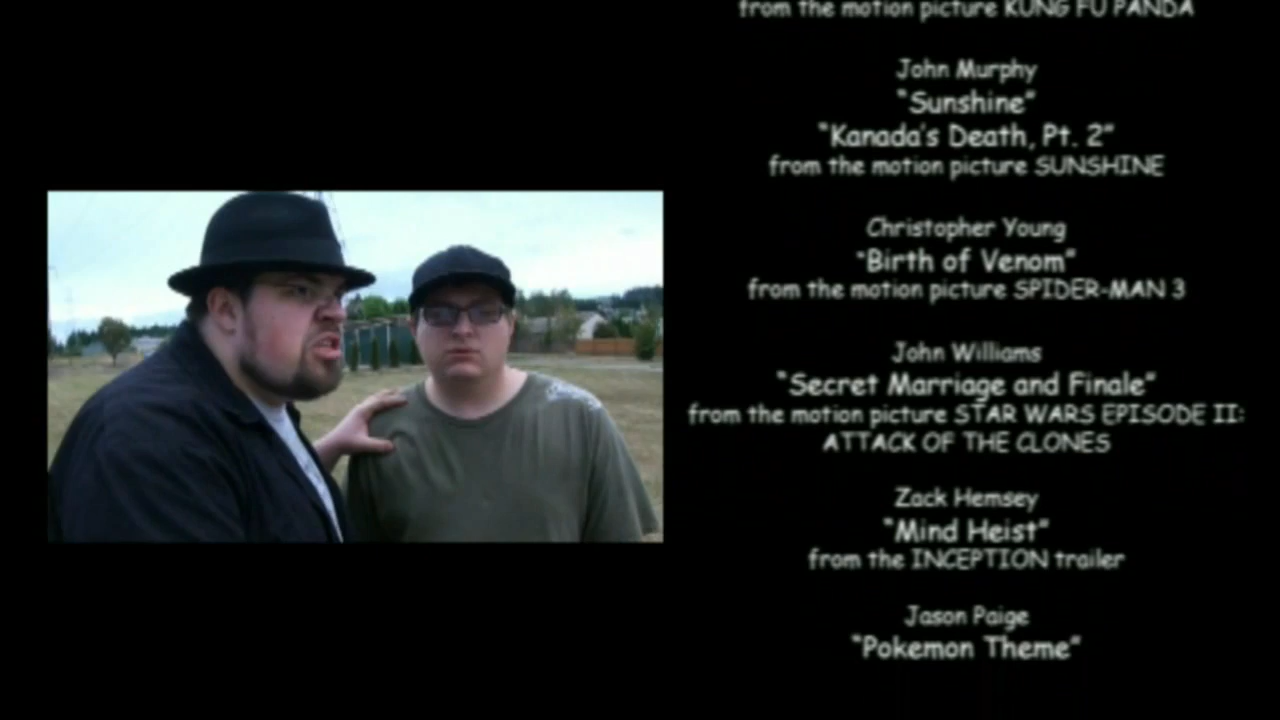 from the motion picture KUNG FU PANDA
John Murphy
"Sunshine"
"Kanada's Death, Pt. 2"
from the motion picture SUNSHINE
Christopher Young
"Birth of Venom"
from the motion picture SPIDER-MAN 3
John Williams
"Secret Marriage and Finale"
from the motion picture STAR WARS EPISODE II:
ATTACK OF THE CLONES
Zack Hemsey
"Mind Heist"
from the INCEPTION trailer
Jason Paige
"Pokemon Theme"